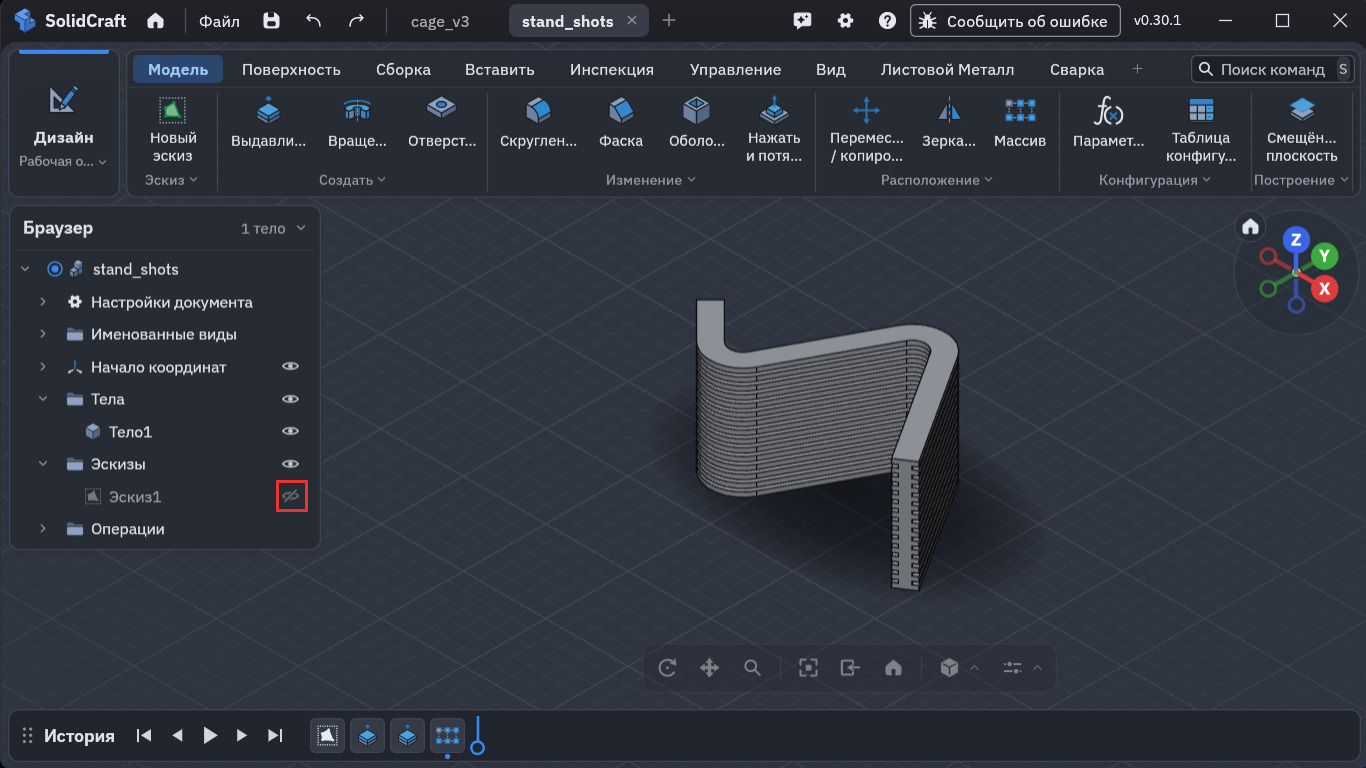 SolidCraft
Файл
cage_v3
stand_shots
Сообщить об ошибке
v0.30.1
Дизайн
Рабочая о...
Модель
Поверхность
Сборка
Вставить
Инспекция
Управление
Вид
Листовой Металл
Сварка
Поиск команд
S
Новый
эскиз
Выдавли...
Враще...
Отверст...
Скруглен...
Фаска
Оболо...
Нажать
и потя...
Перемес...
/ копиро...
Зерка...
Массив
Парамет...
Таблица
конфигу...
Смещён...
плоскость
Эскиз
Создать
Изменение
Расположение
Конфигурация
Построение
Браузер
1 тело
stand_shots
Настройки документа
Именованные виды
Начало координат
Тела
Тело1
Эскизы
Эскиз1
Операции
Z
Y
X
История